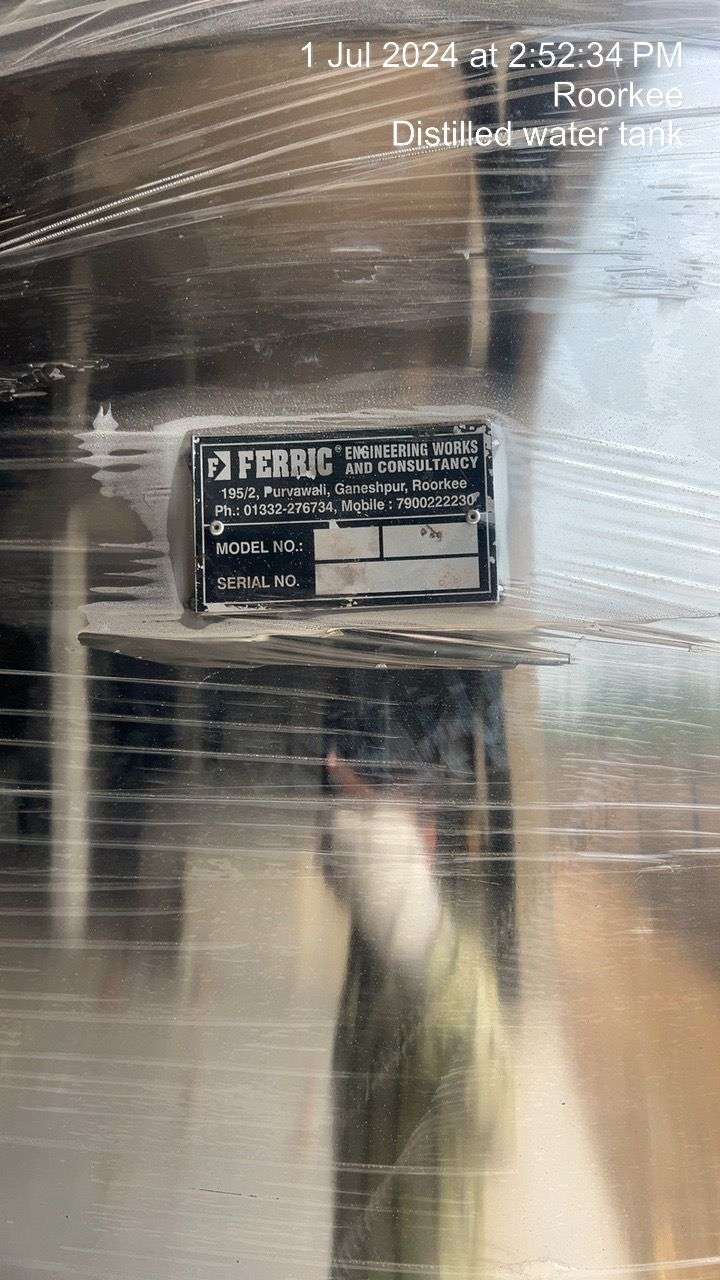 1 Jul 2024 at 2:52:34 PM
Roorkee
Distilled water tank
FERRIC® ENGINEERING WORKS
AND CONSULTANCY
195/2, Purvawali, Ganeshpur, Roorkee
Ph.: 01332-276734, Mobile : 7900222230
MODEL NO.:
SERIAL NO.